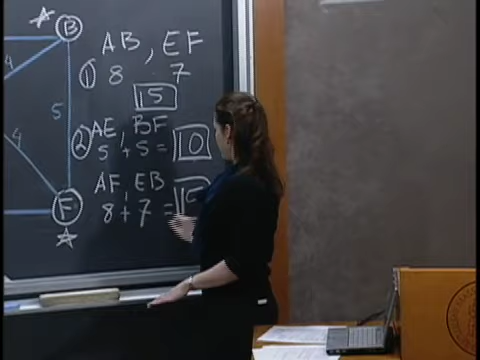 B
AB, EF
4
① 8 7
15
5
② AE, BF
4
5 + 5 = 10
AF, EB
F
8 + 7 = 15